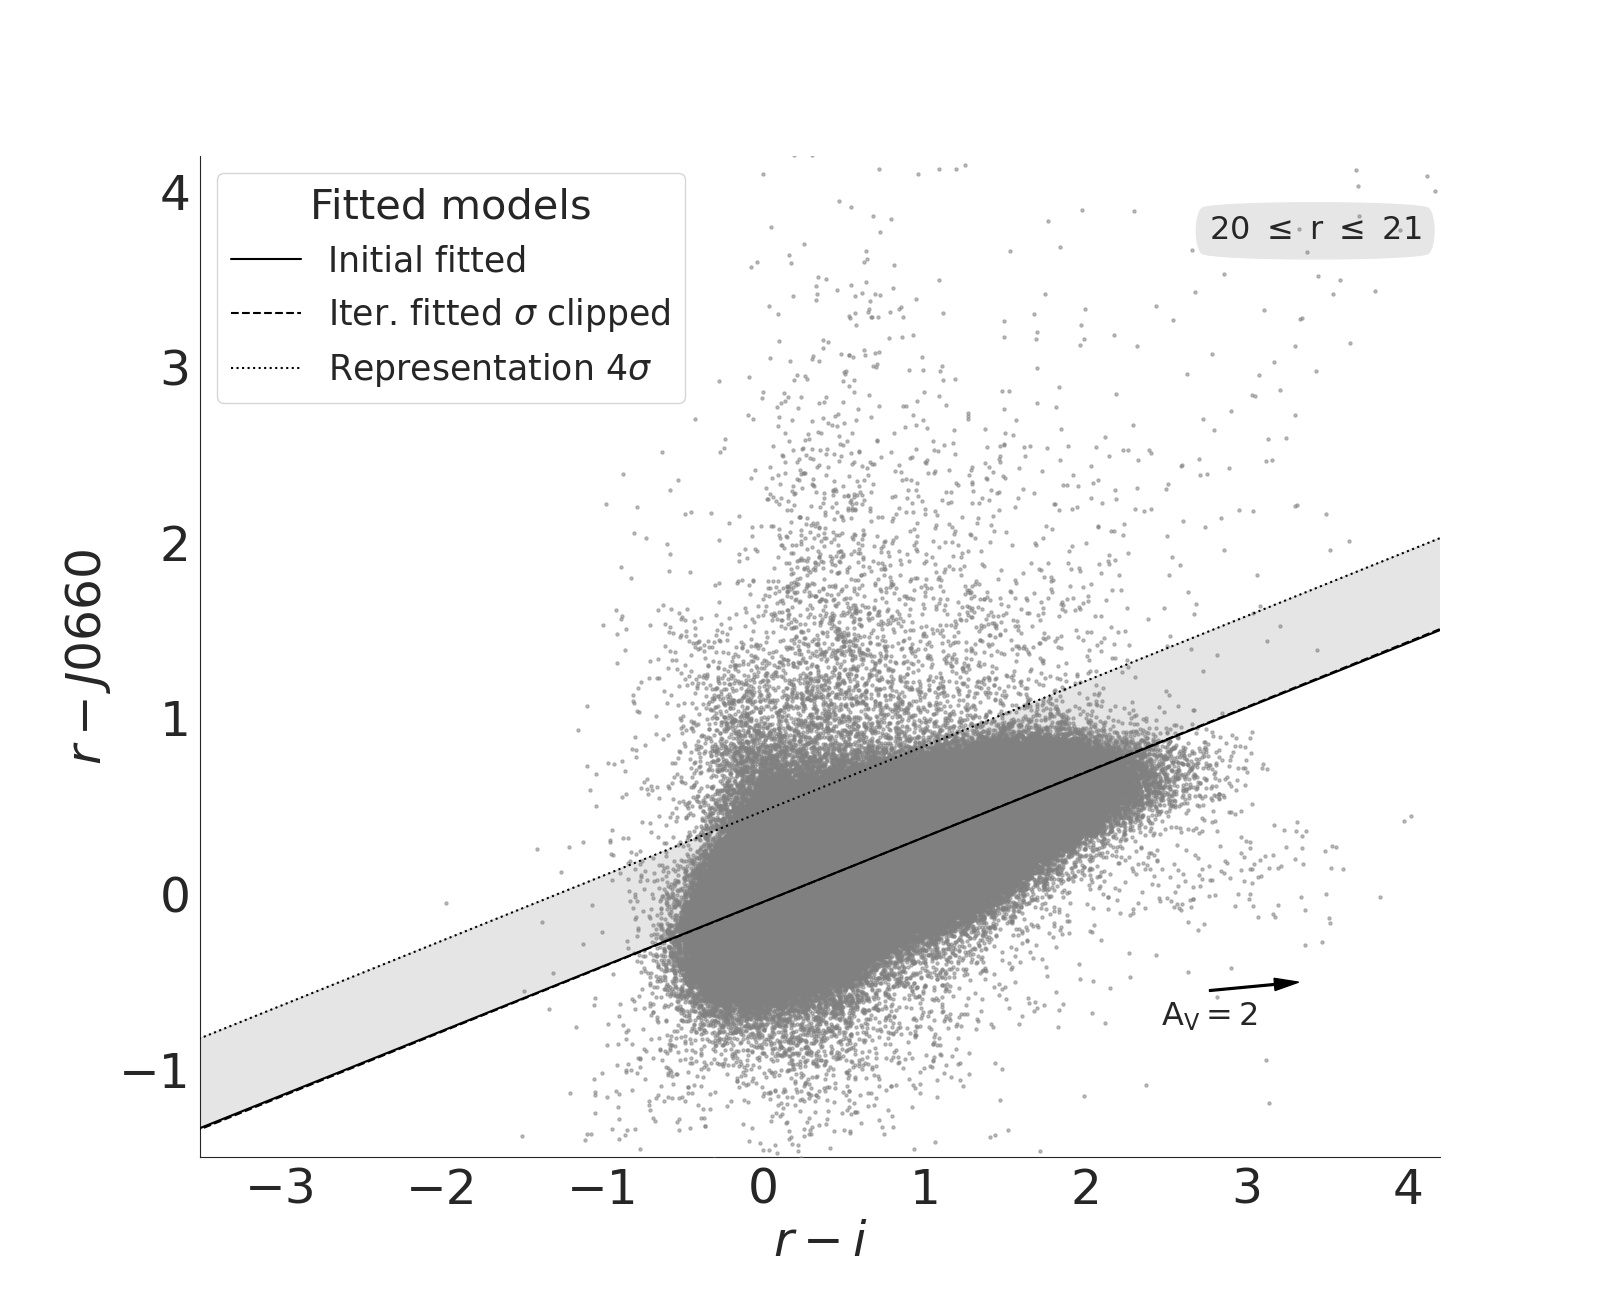 Fitted models
Initial fitted
Iter. fitted σ clipped
Representation 4σ
20 ≤ r ≤ 21
4
3
2
1
0
−1
r − J0660
A_V = 2
−3 −2 −1 0 1 2 3 4
r − i